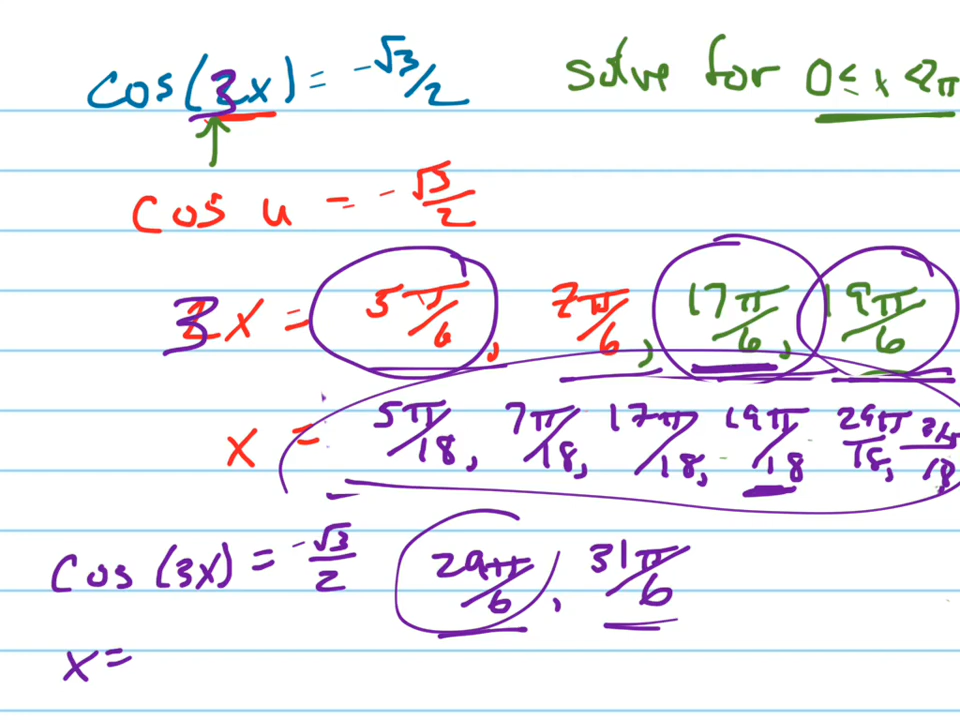 cos(3x) = -√3/2 solve for 0 ≤ x < 2π
cos u = -√3/2
3x = 5π/6, 7π/6, 17π/6, 19π/6
x = 5π/18, 7π/18, 17π/18, 19π/18, 29π/18,
cos(3x) = -√3/2 29π/6, 31π/6
x =